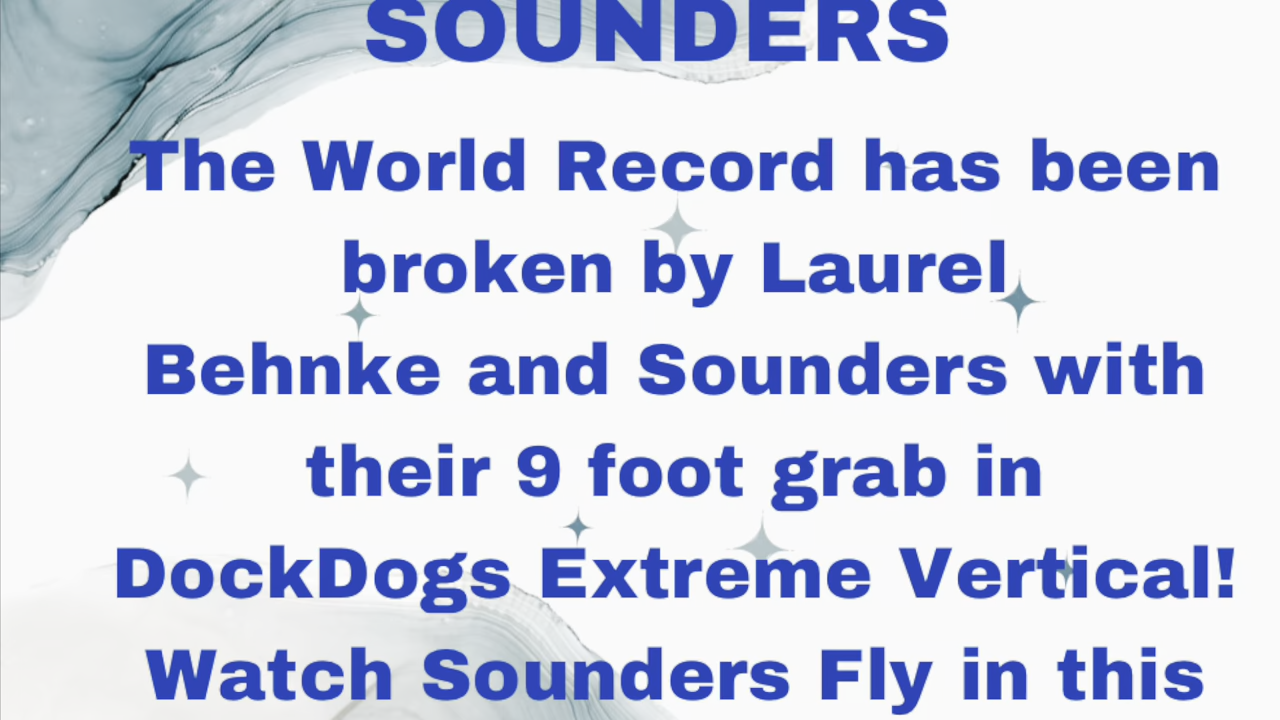 SOUNDERS
The World Record has been
broken by Laurel
Behnke and Sounders with
their 9 foot grab in
DockDogs Extreme Vertical!
Watch Sounders Fly in this